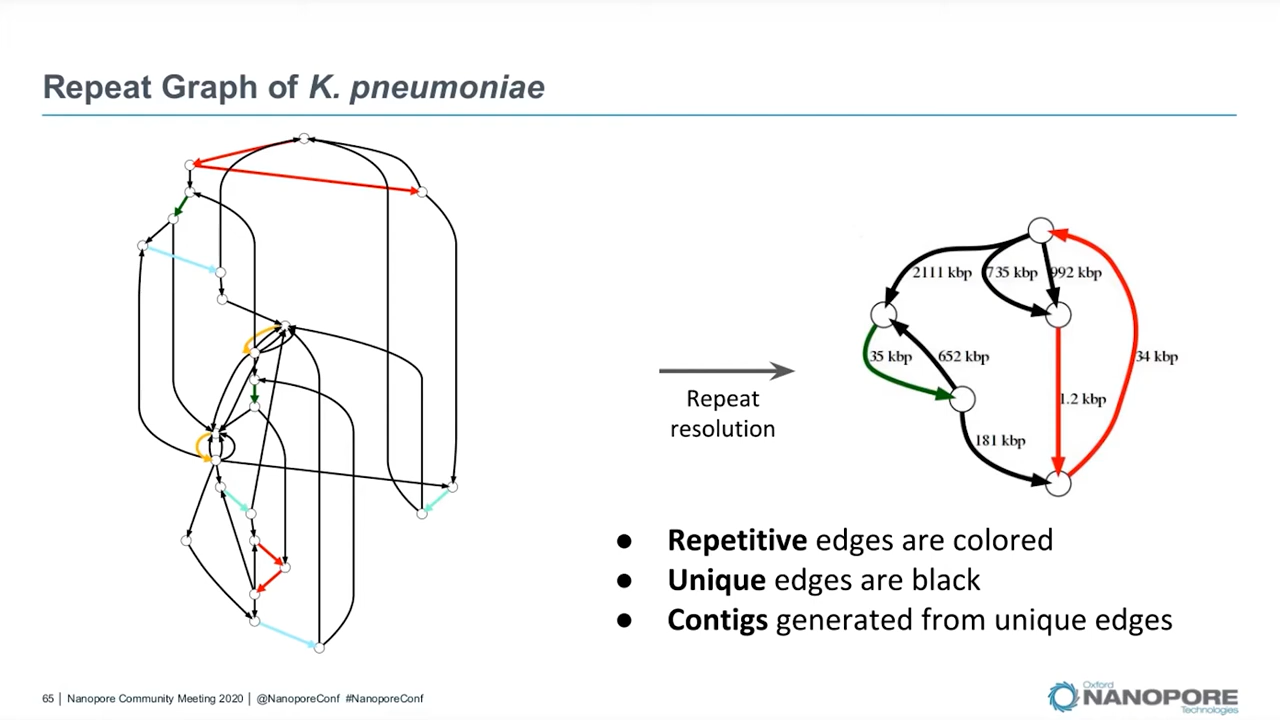 Repeat Graph of K. pneumoniae
2111 kbp
735 kbp
992 kbp
35 kbp
652 kbp
34 kbp
1.2 kbp
181 kbp
Repeat
resolution
● Repetitive edges are colored
● Unique edges are black
● Contigs generated from unique edges
65 | Nanopore Community Meeting 2020 | @NanoporeConf #NanoporeConf
Oxford
NANOPORE
Technologies